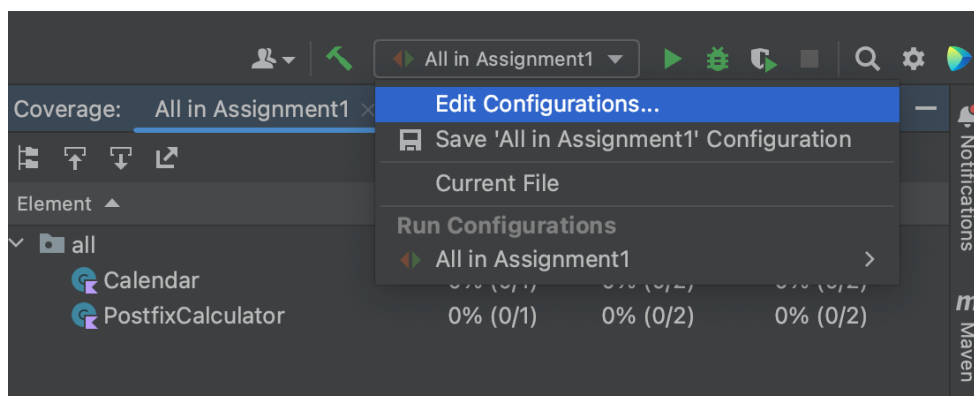 All in Assignment1
Coverage: All in Assignment1
Edit Configurations...
Save 'All in Assignment1' Configuration
Current File
Run Configurations
All in Assignment1
Element
all
Calendar
PostfixCalculator 0% (0/1) 0% (0/2) 0% (0/2)
Notifications
m
Maven